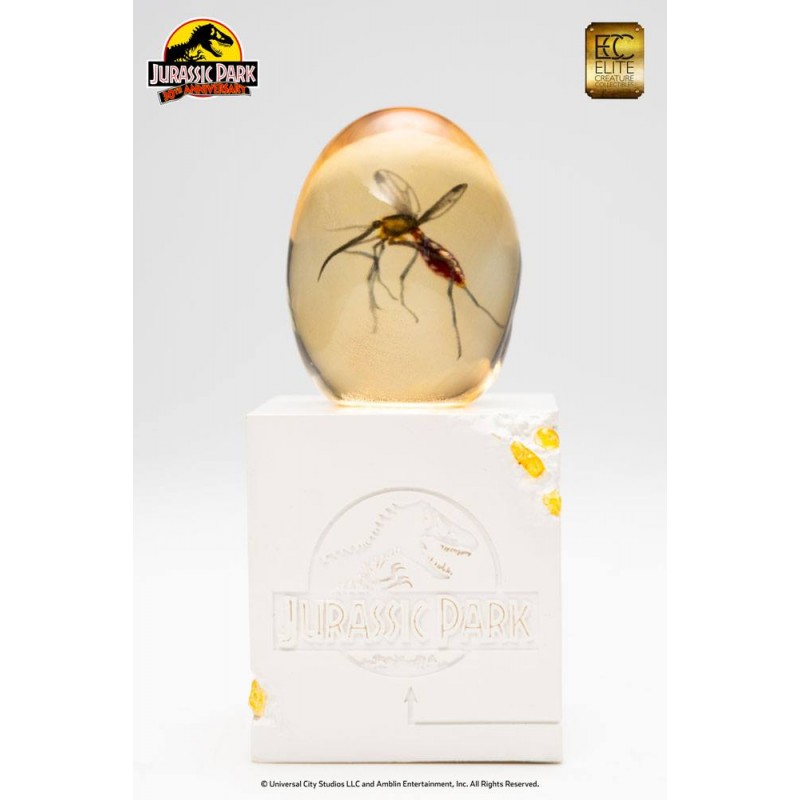 JURASSIC PARK
30TH ANNIVERSARY
ECC
ELITE
CREATURE
COLLECTIBLES
JURASSIC PARK
© Universal City Studios LLC and Amblin Entertainment, Inc. All Rights Reserved.